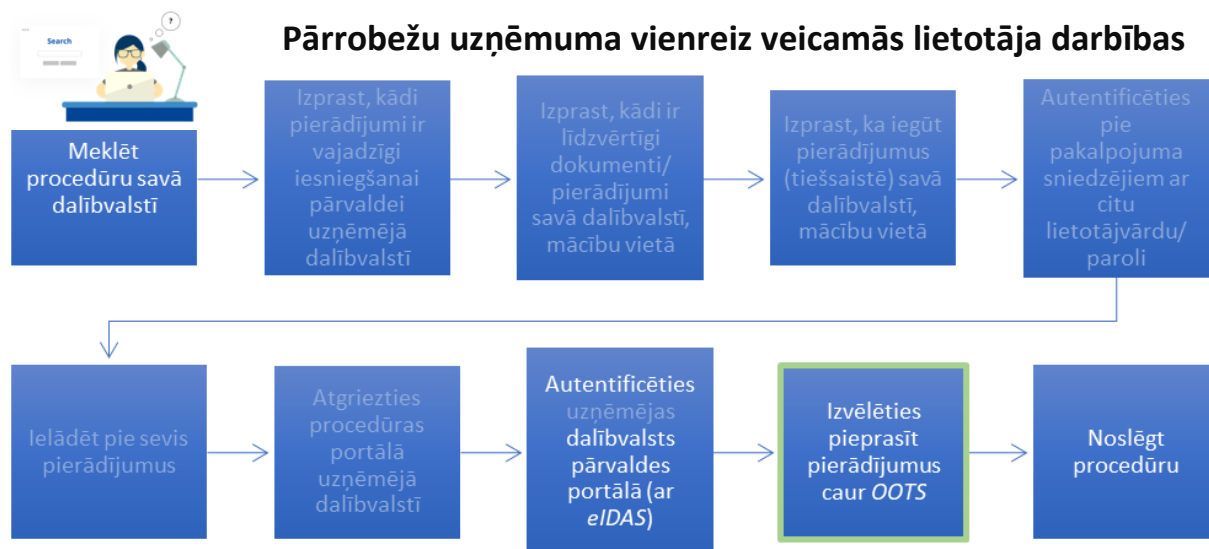 Pārrobežu uzņēmuma vienreiz veicamās lietotāja darbības
Search
?
Meklēt
procedūru savā
dalībvalstī
Izprast, kādi
pierādījumi ir
vajadzīgi
iesniegšanai
pārvaldei
uzņēmējā
dalībvalstī
Izprast, kādi ir
līdzvērtīgi
dokumenti/
pierādījumi
savā dalībvalstī,
mācību vietā
Izprast, ka iegūt
pierādījumus
(tiešsaistē) savā
dalībvalstī,
mācību vietā
Autentificēties
pie
pakalpojuma
sniedzējiem ar
citu
lietotājvārdu/
paroli
Ielādēt pie sevis
pierādījumus
Atgriezties
procedūras
portālā
uzņēmējā
dalībvalstī
Autentificēties
uzņēmējas
dalībvalsts
pārvaldes
portālā (ar
eIDAS)
Izvēlēties
pieprasīt
pierādījumus
caur OOTS
Noslēgt
procedūru